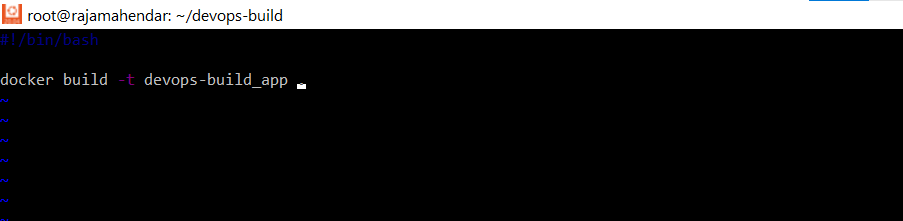 root@rajamahendar: ~/devops-build
#!/bin/bash
docker build -t devops-build_app .
~
~
~
~
~
~
~